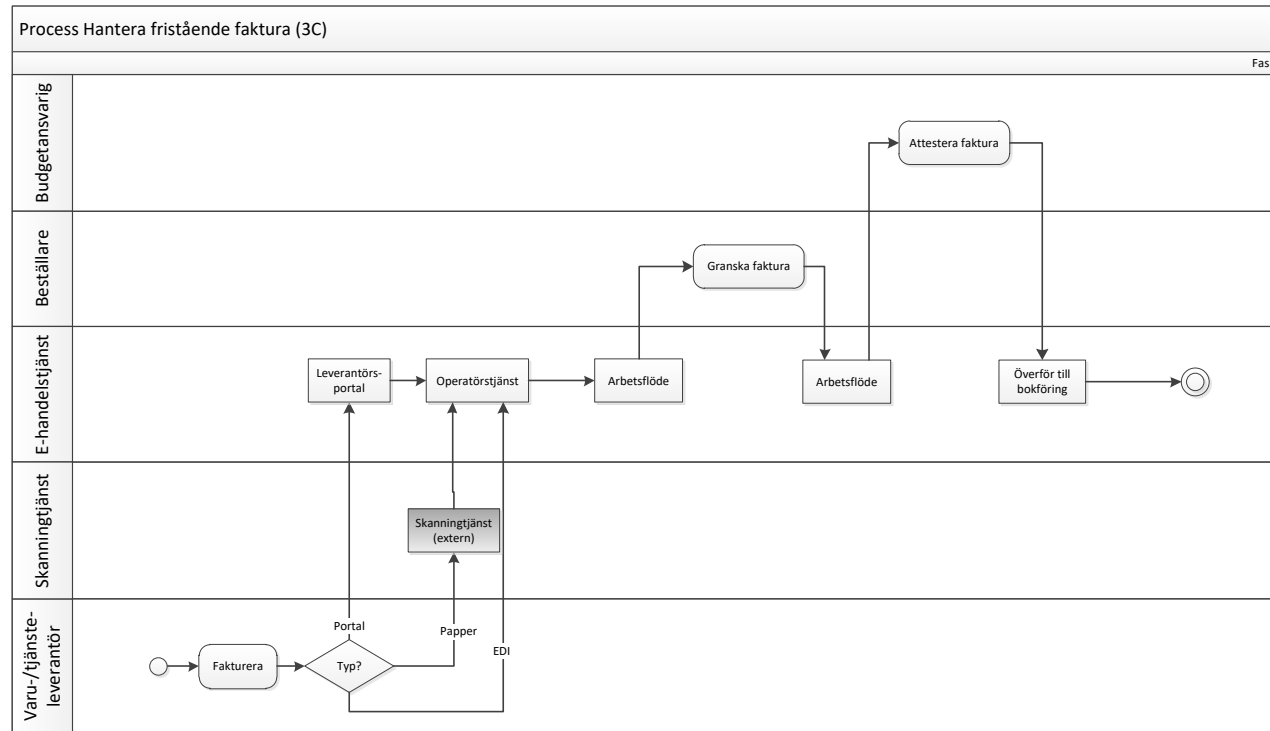 Process Hantera fristående faktura (3C)
Fas
Budgetansvarig
Attestera faktura
Beställare
Granska faktura
E-handelstjänst
Leverantörs-
portal
Operatörstjänst
Arbetsflöde
Arbetsflöde
Överför till
bokföring
Skanningtjänst
Skanningtjänst
(extern)
Varu-/tjänste-
leverantör
Fakturera
Typ?
Portal
Papper
EDI